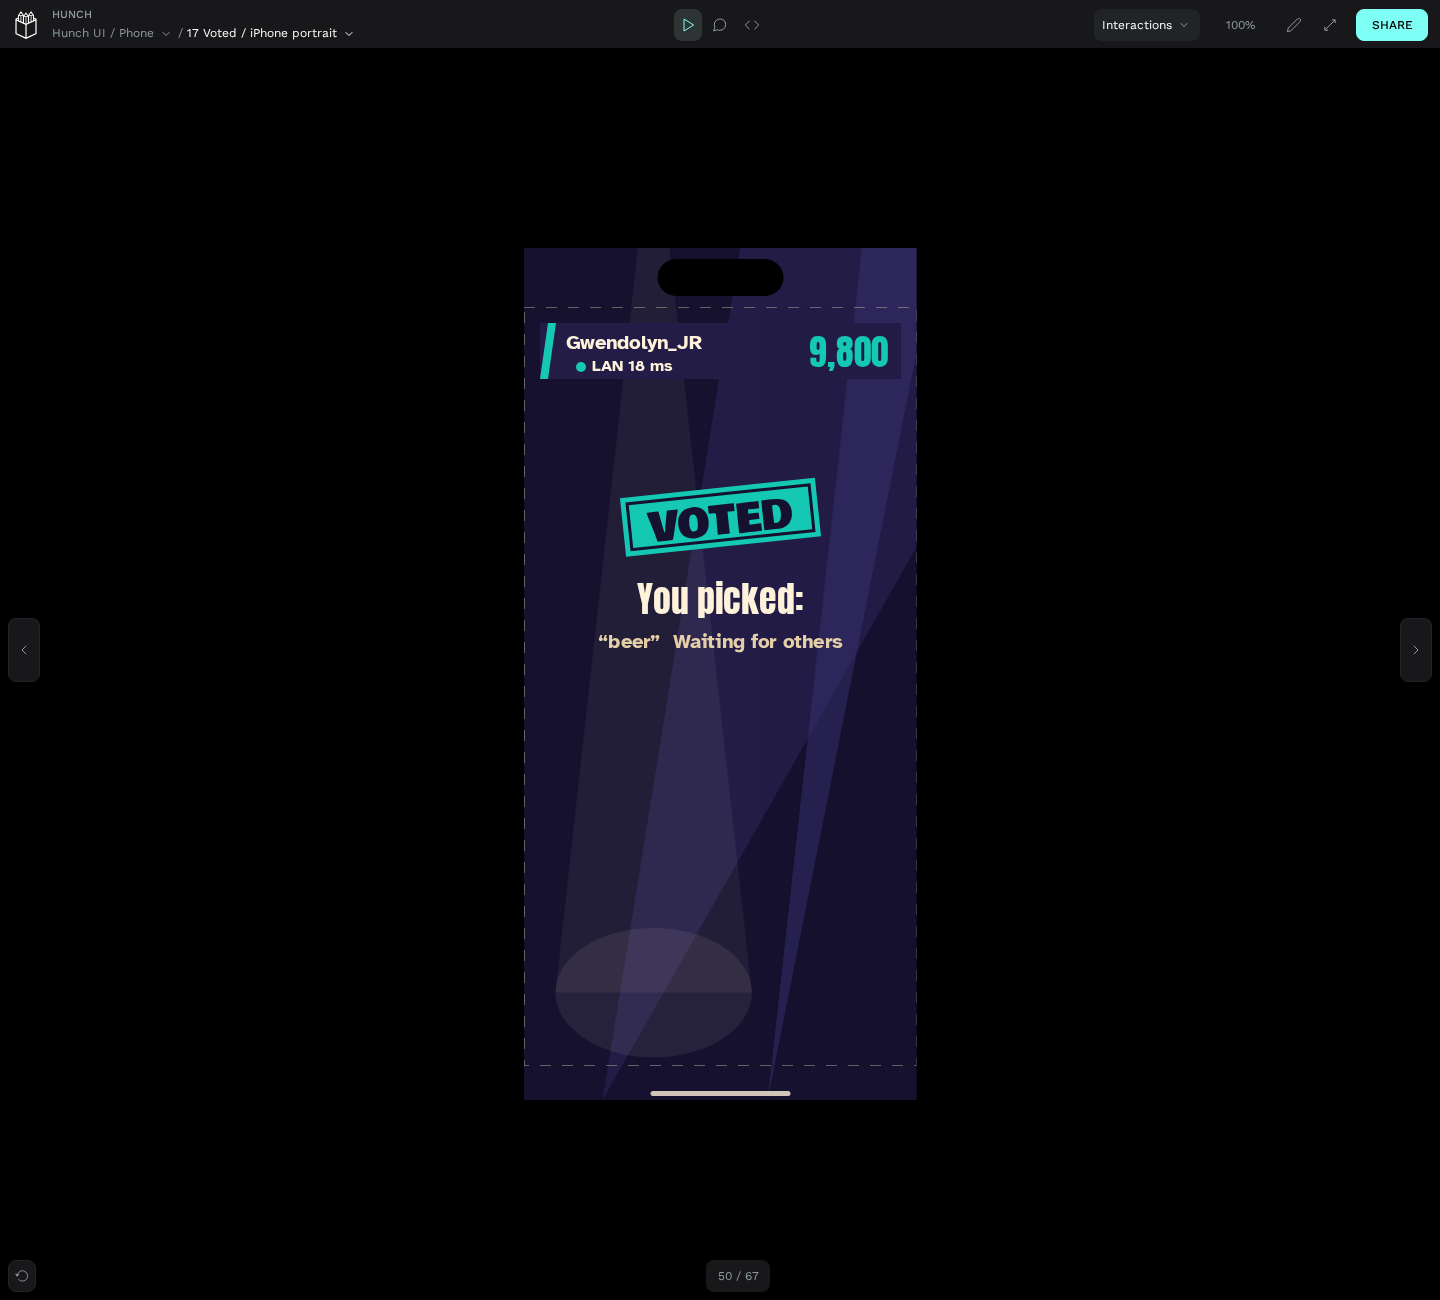 HUNCH
Hunch UI / Phone / 17 Voted / iPhone portrait
Interactions
100%
SHARE
Gwendolyn_JR
LAN 18 ms
9,800
VOTED
You picked:
“beer” Waiting for others
50 / 67